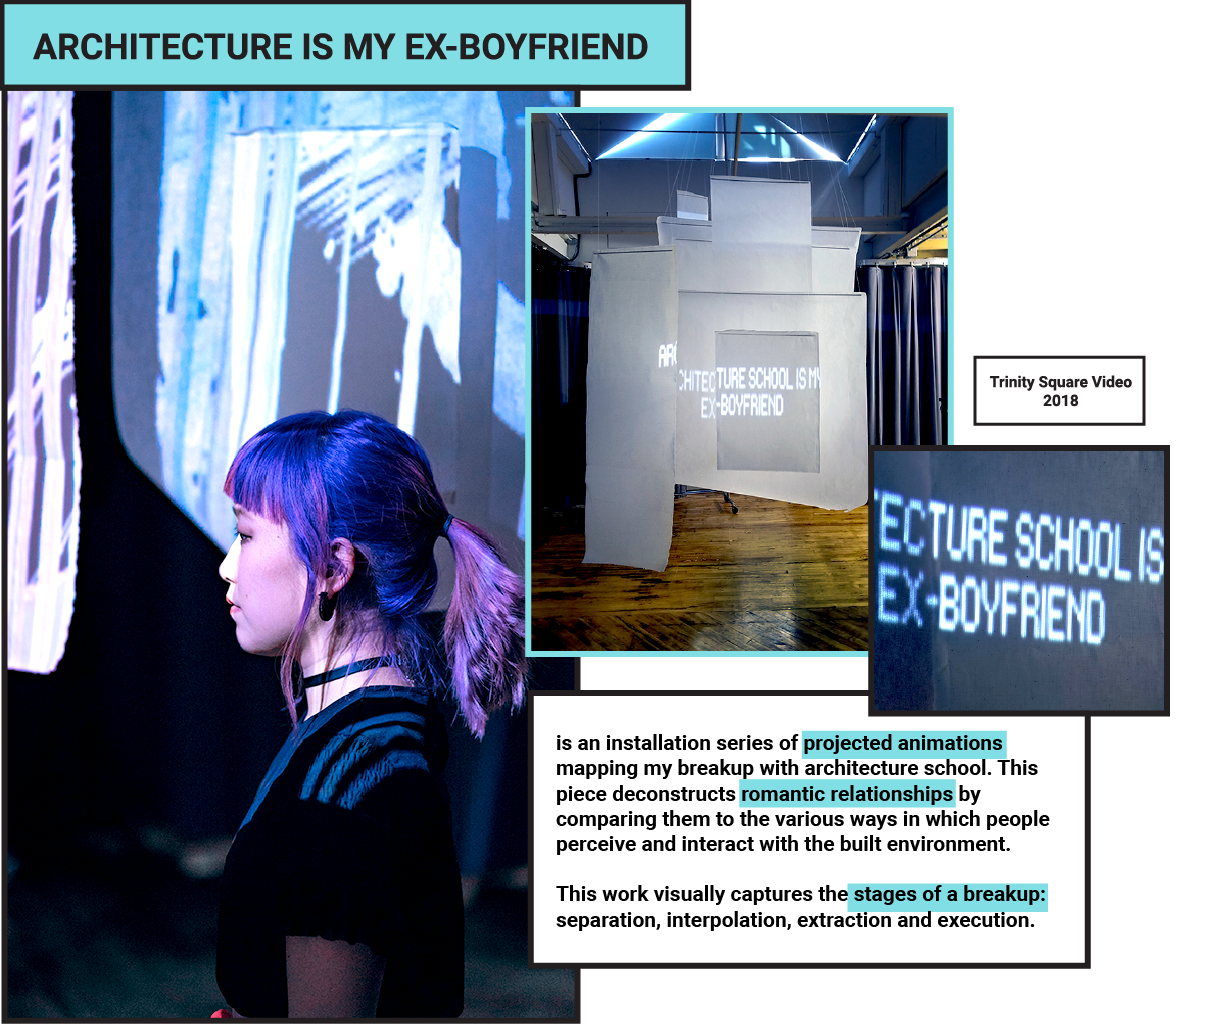 ARCHITECTURE IS MY EX-BOYFRIEND
ARC
CHITECTURE SCHOOL IS MY
EX-BOYFRIEND
Trinity Square Video
2018
TECTURE SCHOOL IS
EX-BOYFRIEND
is an installation series of projected animations
mapping my breakup with architecture school. This
piece deconstructs romantic relationships by
comparing them to the various ways in which people
perceive and interact with the built environment.
This work visually captures the stages of a breakup:
separation, interpolation, extraction and execution.